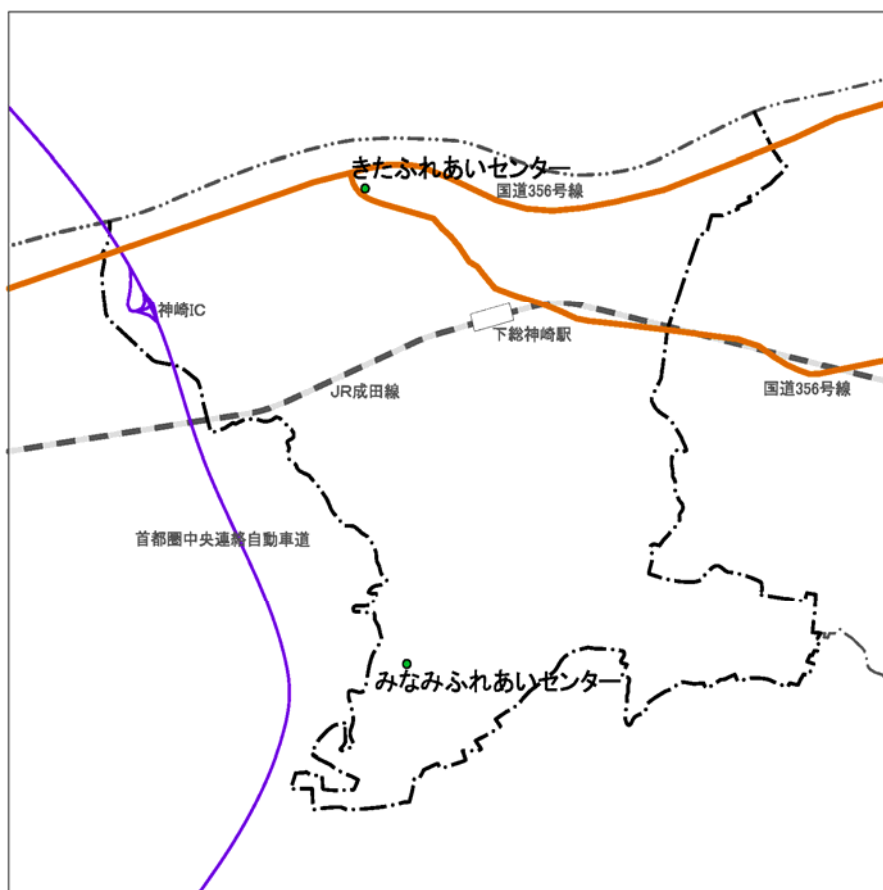 きたふれあいセンター
国道356号線
神崎IC
下総神崎駅
JR成田線
国道356号線
首都圏中央連絡自動車道
みなみふれあいセンター